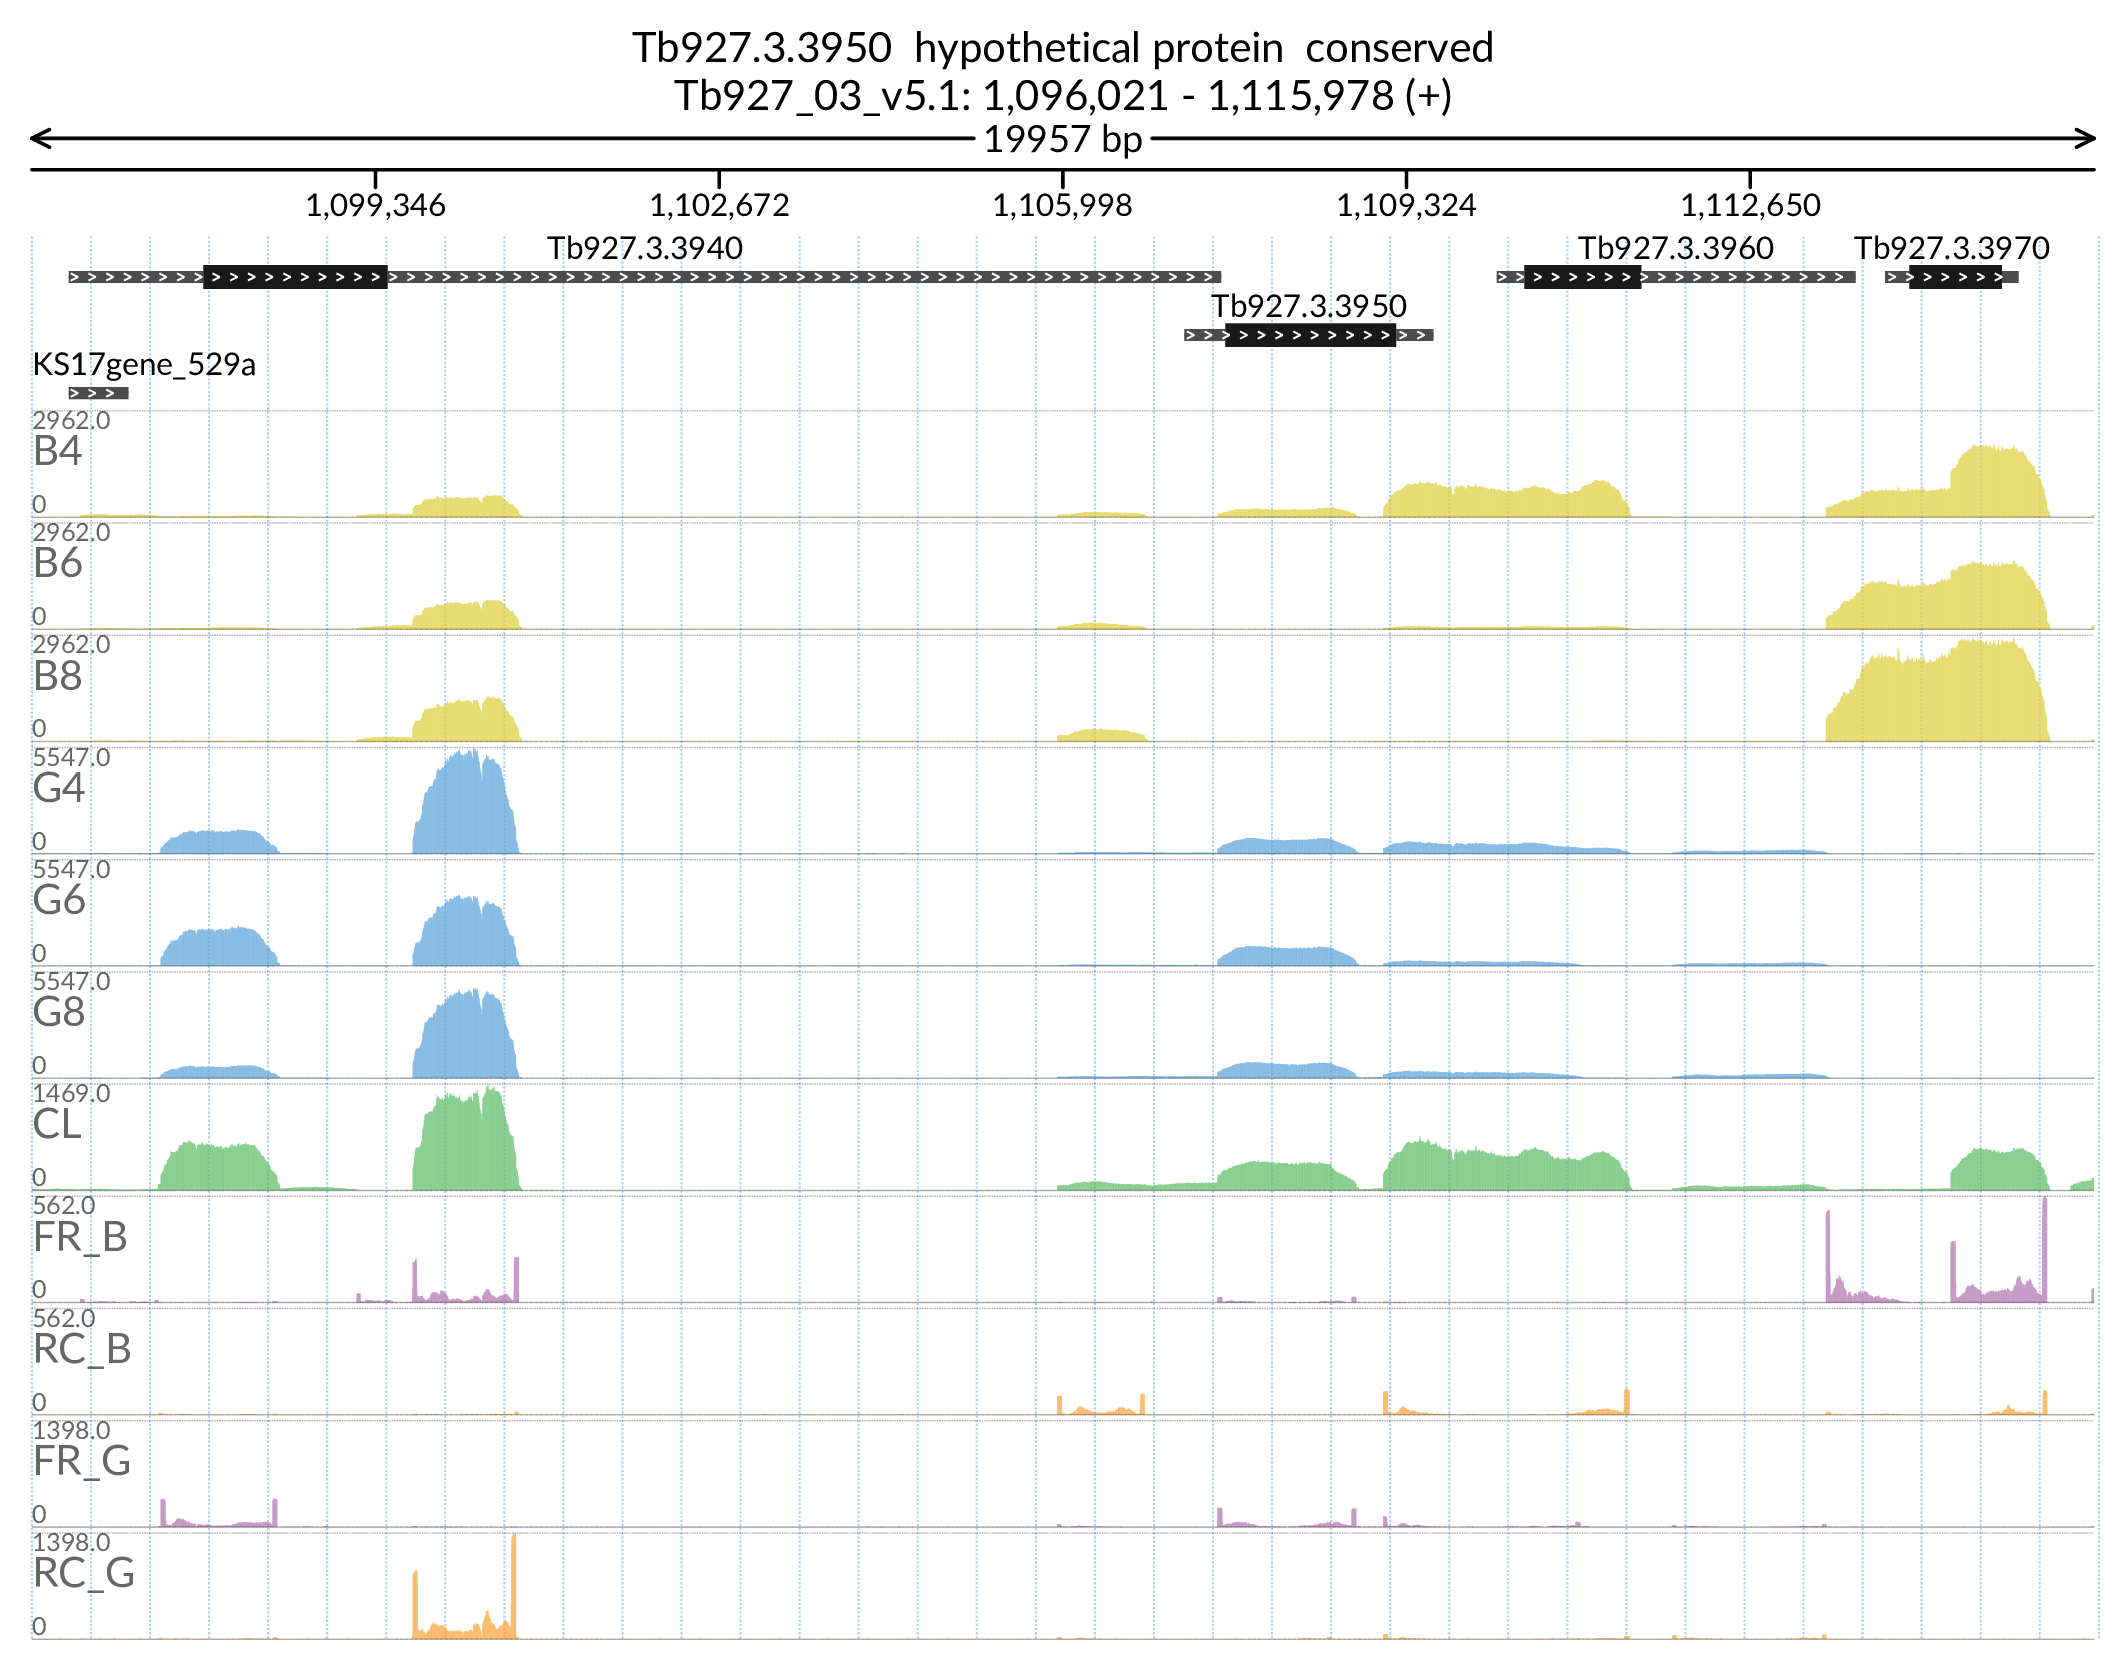 Tb927.3.3950 hypothetical protein conserved
Tb927_03_v5.1: 1,096,021 - 1,115,978 (+)
19957 bp
1,099,346 1,102,672 1,105,998 1,109,324 1,112,650
Tb927.3.3940 Tb927.3.3960 Tb927.3.3970
Tb927.3.3950
KS17gene_529a
2962.0
B4
0
2962.0
B6
0
2962.0
B8
0
5547.0
G4
0
5547.0
G6
0
5547.0
G8
0
1469.0
CL
0
562.0
FR_B
0
562.0
RC_B
0
1398.0
FR_G
0
1398.0
RC_G
0